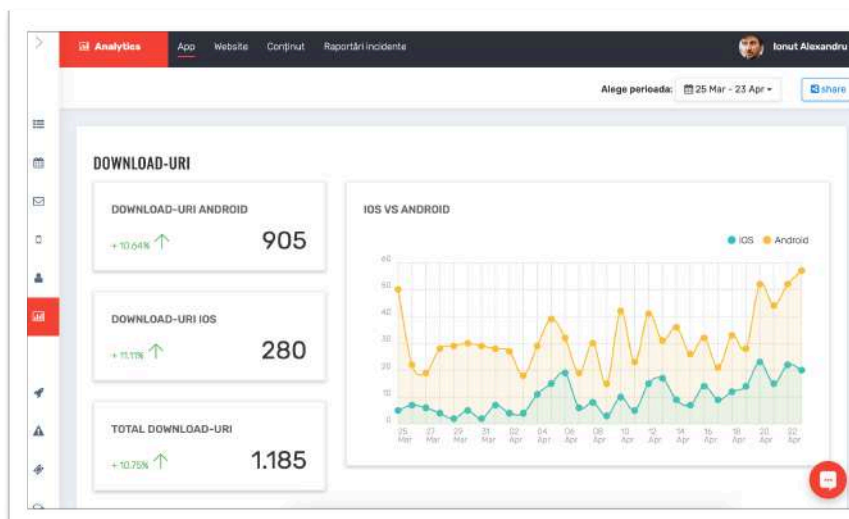 Analytics
App
Website
Conținut
Raportări incidente
Ionut Alexandru
Alege perioada:
25 Mar - 23 Apr
share
DOWNLOAD-URI
DOWNLOAD-URI ANDROID
+ 10.64%
905
DOWNLOAD-URI IOS
+ 11.11%
280
TOTAL DOWNLOAD-URI
+ 10.75%
1.185
IOS VS ANDROID
iOS
Android
60
50
40
30
20
10
0
25 Mar
27 Mar
29 Mar
31 Mar
02 Apr
04 Apr
06 Apr
08 Apr
10 Apr
12 Apr
14 Apr
16 Apr
18 Apr
20 Apr
22 Apr